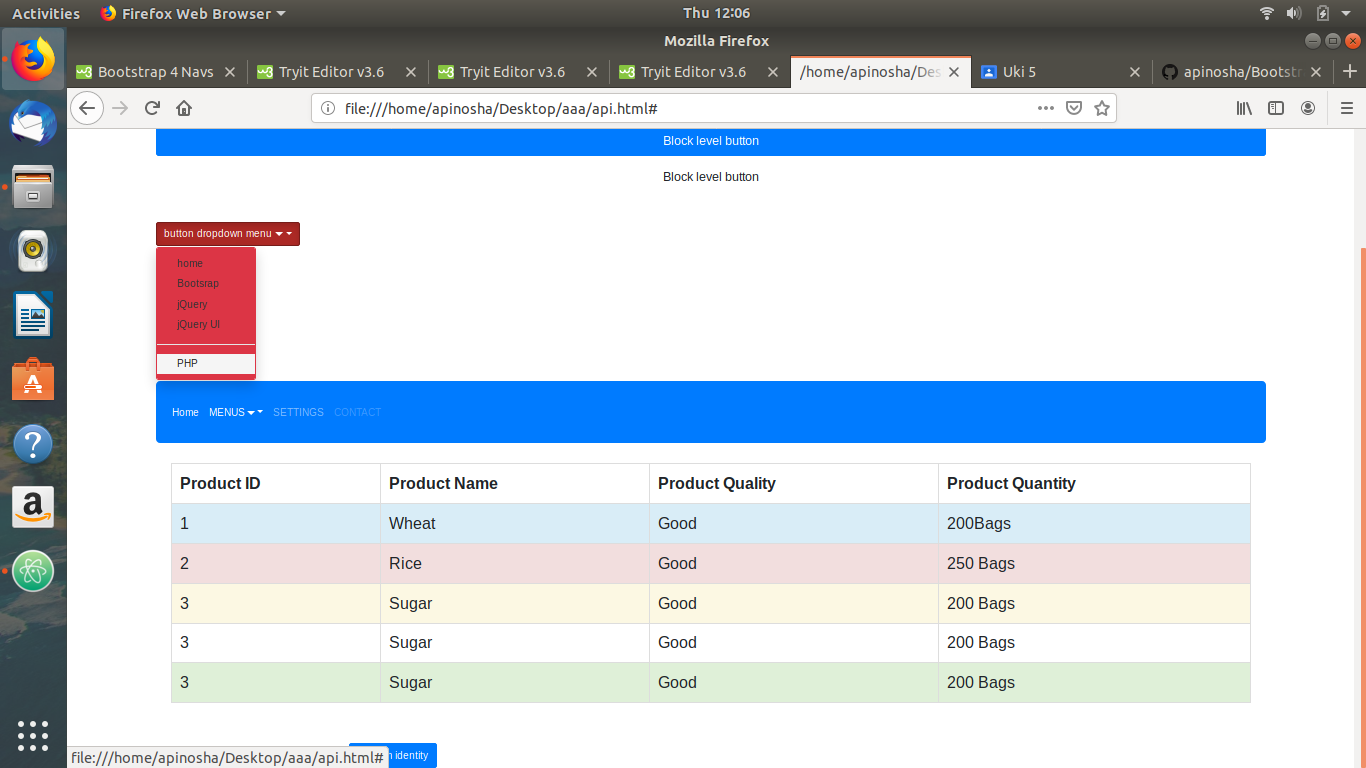 Activities Firefox Web Browser Thu 12:06
Mozilla Firefox
Bootstrap 4 Navs Tryit Editor v3.6 Tryit Editor v3.6 Tryit Editor v3.6 /home/apinosha/Des Uki 5 apinosha/Bootstr
file:///home/apinosha/Desktop/aaa/api.html#
Block level button
Block level button
button dropdown menu
home
Bootsrap
jQuery
jQuery UI
PHP
Home MENUS SETTINGS CONTACT
Product ID Product Name Product Quality Product Quantity
1 Wheat Good 200Bags
2 Rice Good 250 Bags
3 Sugar Good 200 Bags
3 Sugar Good 200 Bags
3 Sugar Good 200 Bags
identity
file:///home/apinosha/Desktop/aaa/api.html#